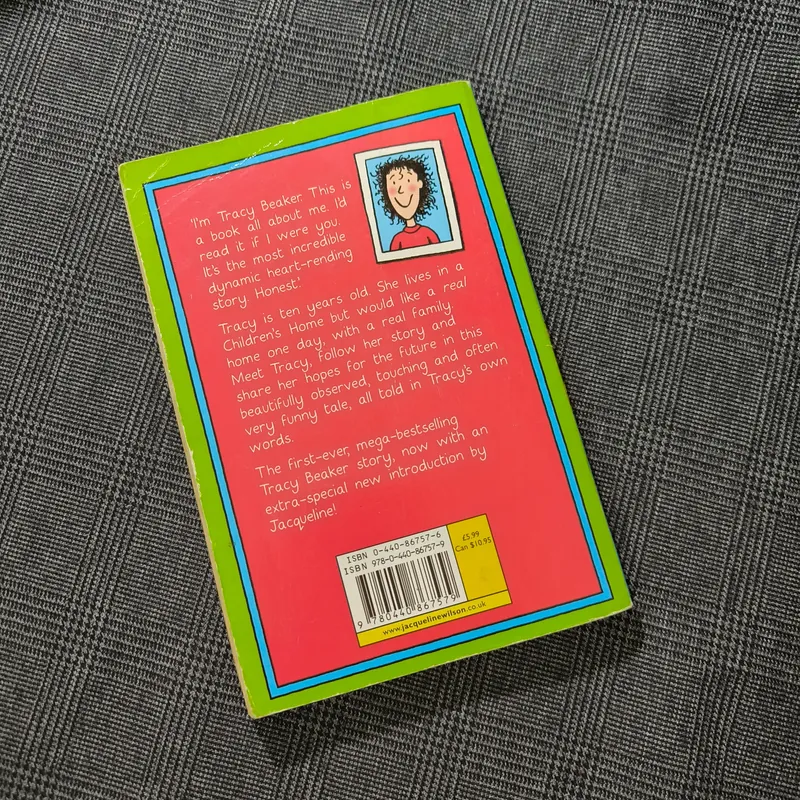 'I'm Tracy Beaker. This is
a book all about me. I'd
read it if I were you.
It's the most incredible
dynamic heart-rending
story. Honest.'
Tracy is ten years old. She lives in a
Children's Home but would like a real
home one day, with a real family.
Meet Tracy, follow her story and
share her hopes for the future in this
beautifully observed, touching and often
very funny tale, all told in Tracy's own
words.
The first-ever, mega-bestselling
Tracy Beaker story, now with an
extra-special new introduction by
Jacqueline!
ISBN 0-440-86757-6
ISBN 978-0-440-86757-9
£5.99
Can $10.95
9 780440 867579
www.jacquelinewilson.co.uk